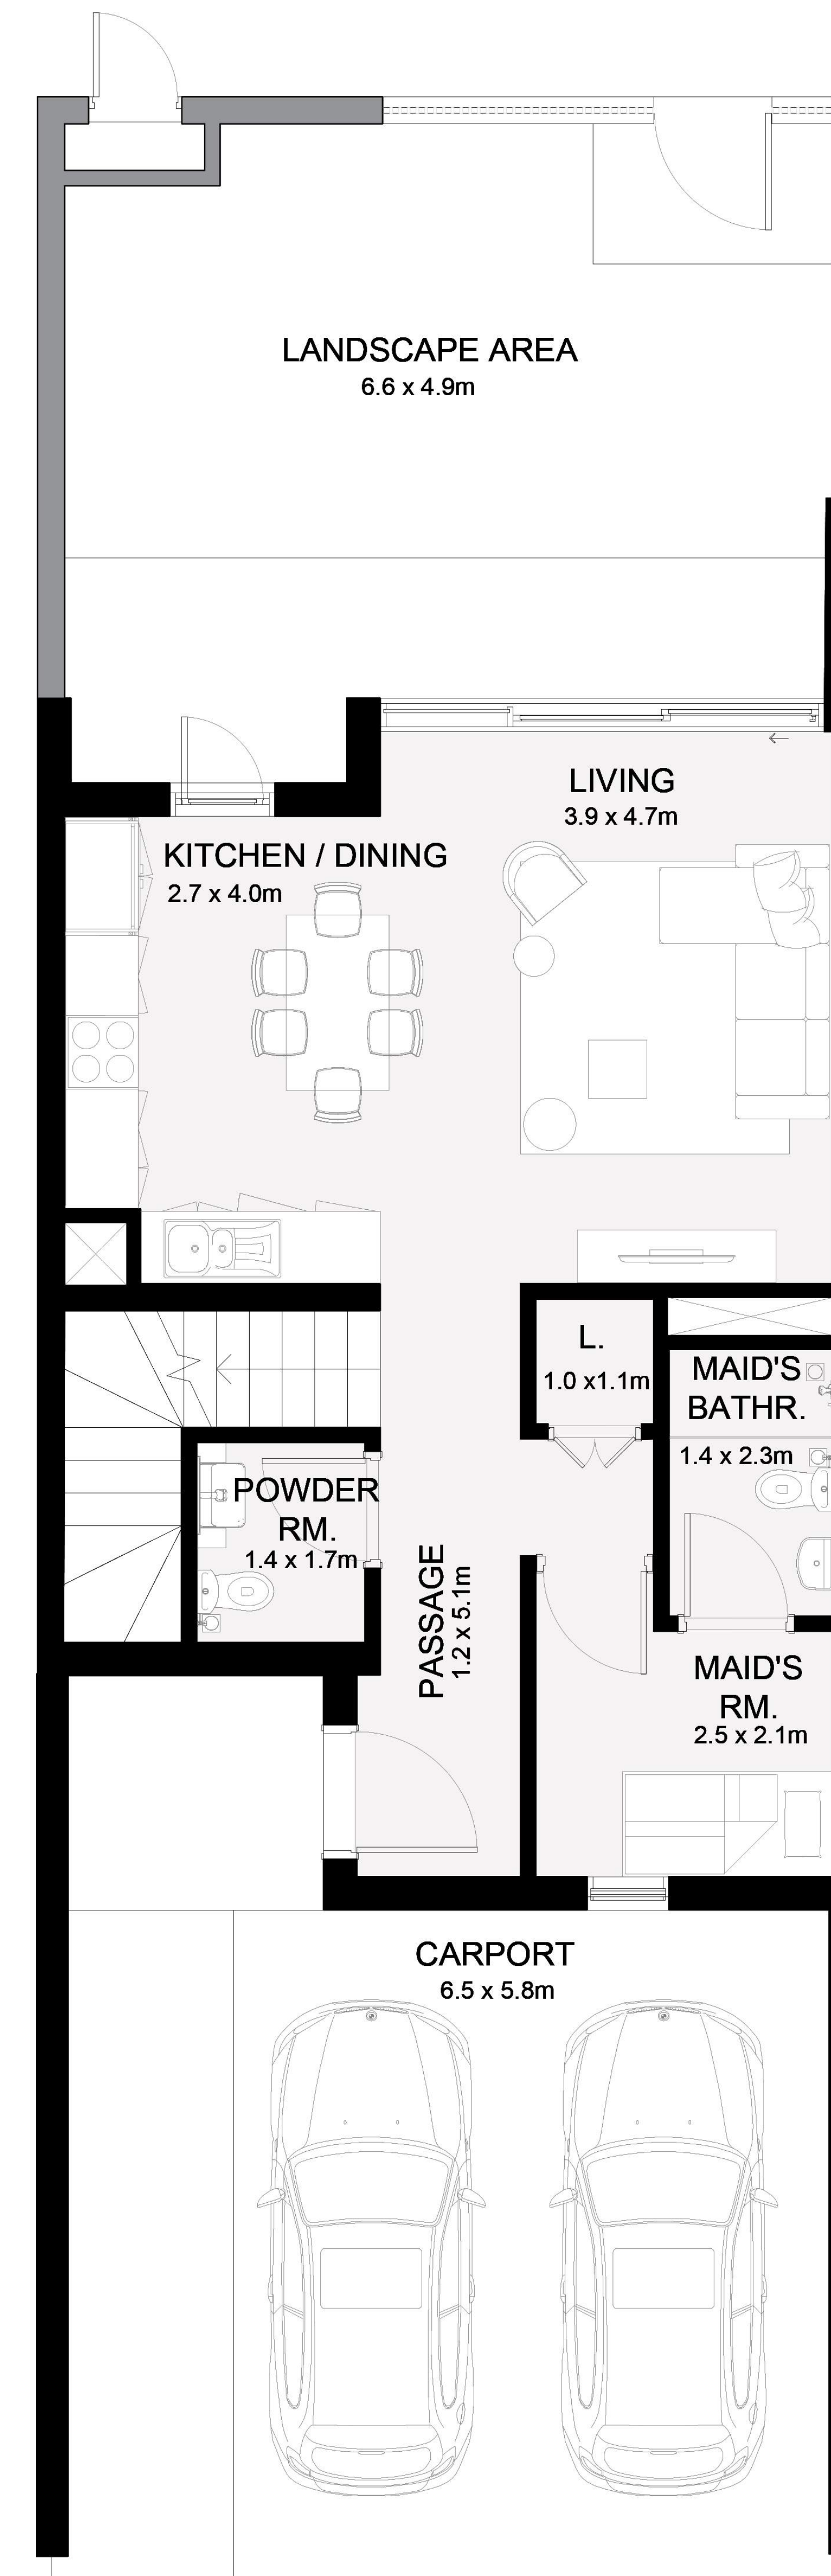 LANDSCAPE AREA
6.6 x 4.9m
LIVING
3.9 x 4.7m
KITCHEN / DINING
2.7 x 4.0m
L.
1.0 x1.1m
MAID'S
BATHR.
1.4 x 2.3m
POWDER
RM.
1.4 x 1.7m
PASSAGE
1.2 x 5.1m
MAID'S
RM.
2.5 x 2.1m
CARPORT
6.5 x 5.8m